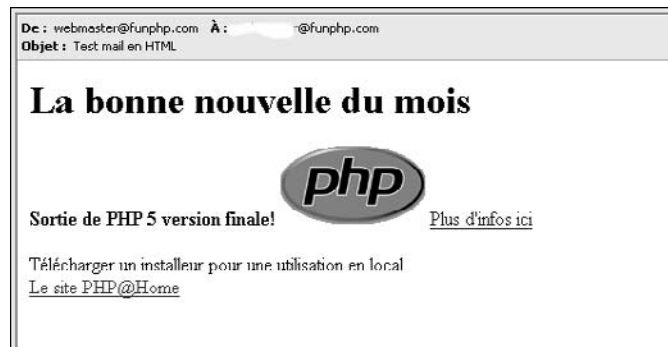 De : webmaster@funphp.com À : r@funphp.com
Objet : Test mail en HTML
La bonne nouvelle du mois
php
Sortie de PHP 5 version finale! Plus d'infos ici
Télécharger un installeur pour une utilisation en local
Le site PHP@Home